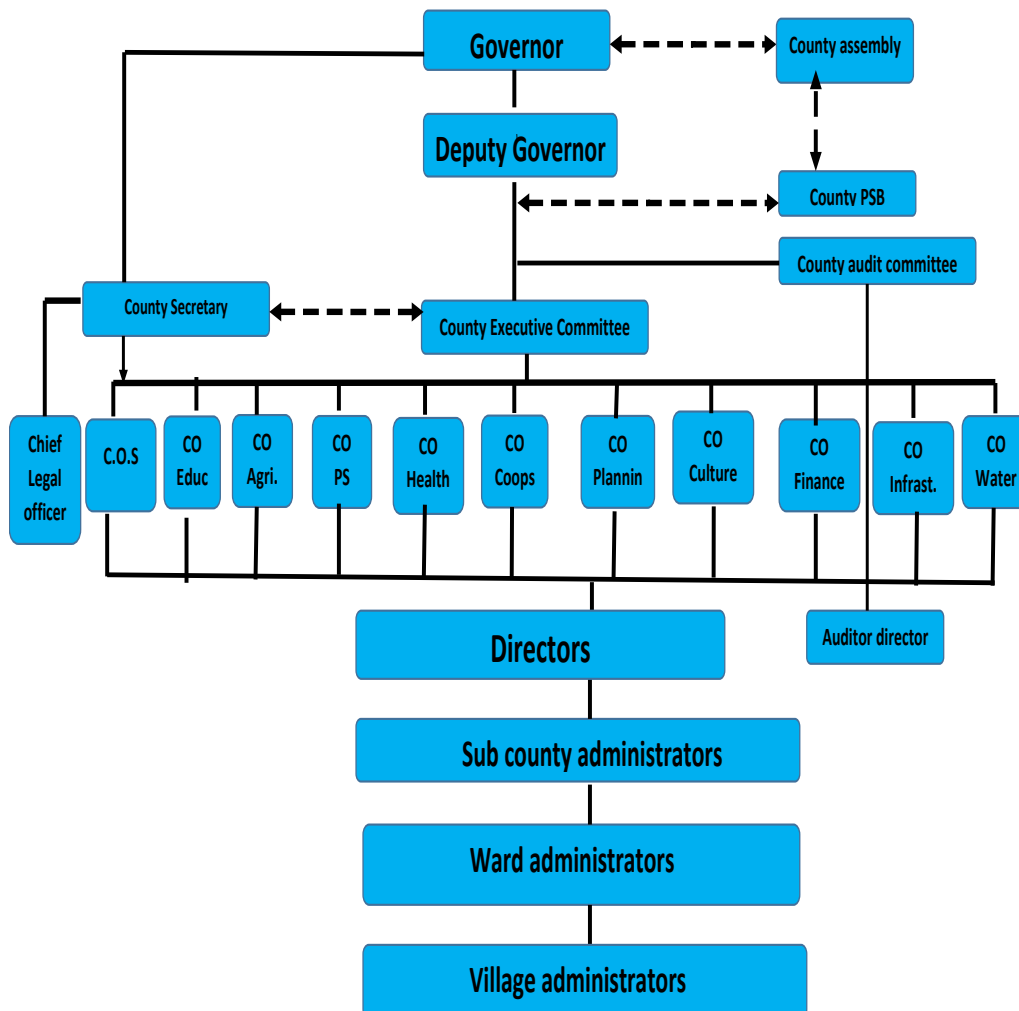 Governor
County assembly
Deputy Governor
County PSB
County audit committee
County Secretary
County Executive Committee
Chief
Legal
officer
C.O.S
CO
Educ
CO
Agri.
CO
PS
CO
Health
CO
Coops
CO
Plannin
CO
Culture
CO
Finance
CO
Infrast.
CO
Water
Directors
Auditor director
Sub county administrators
Ward administrators
Village administrators